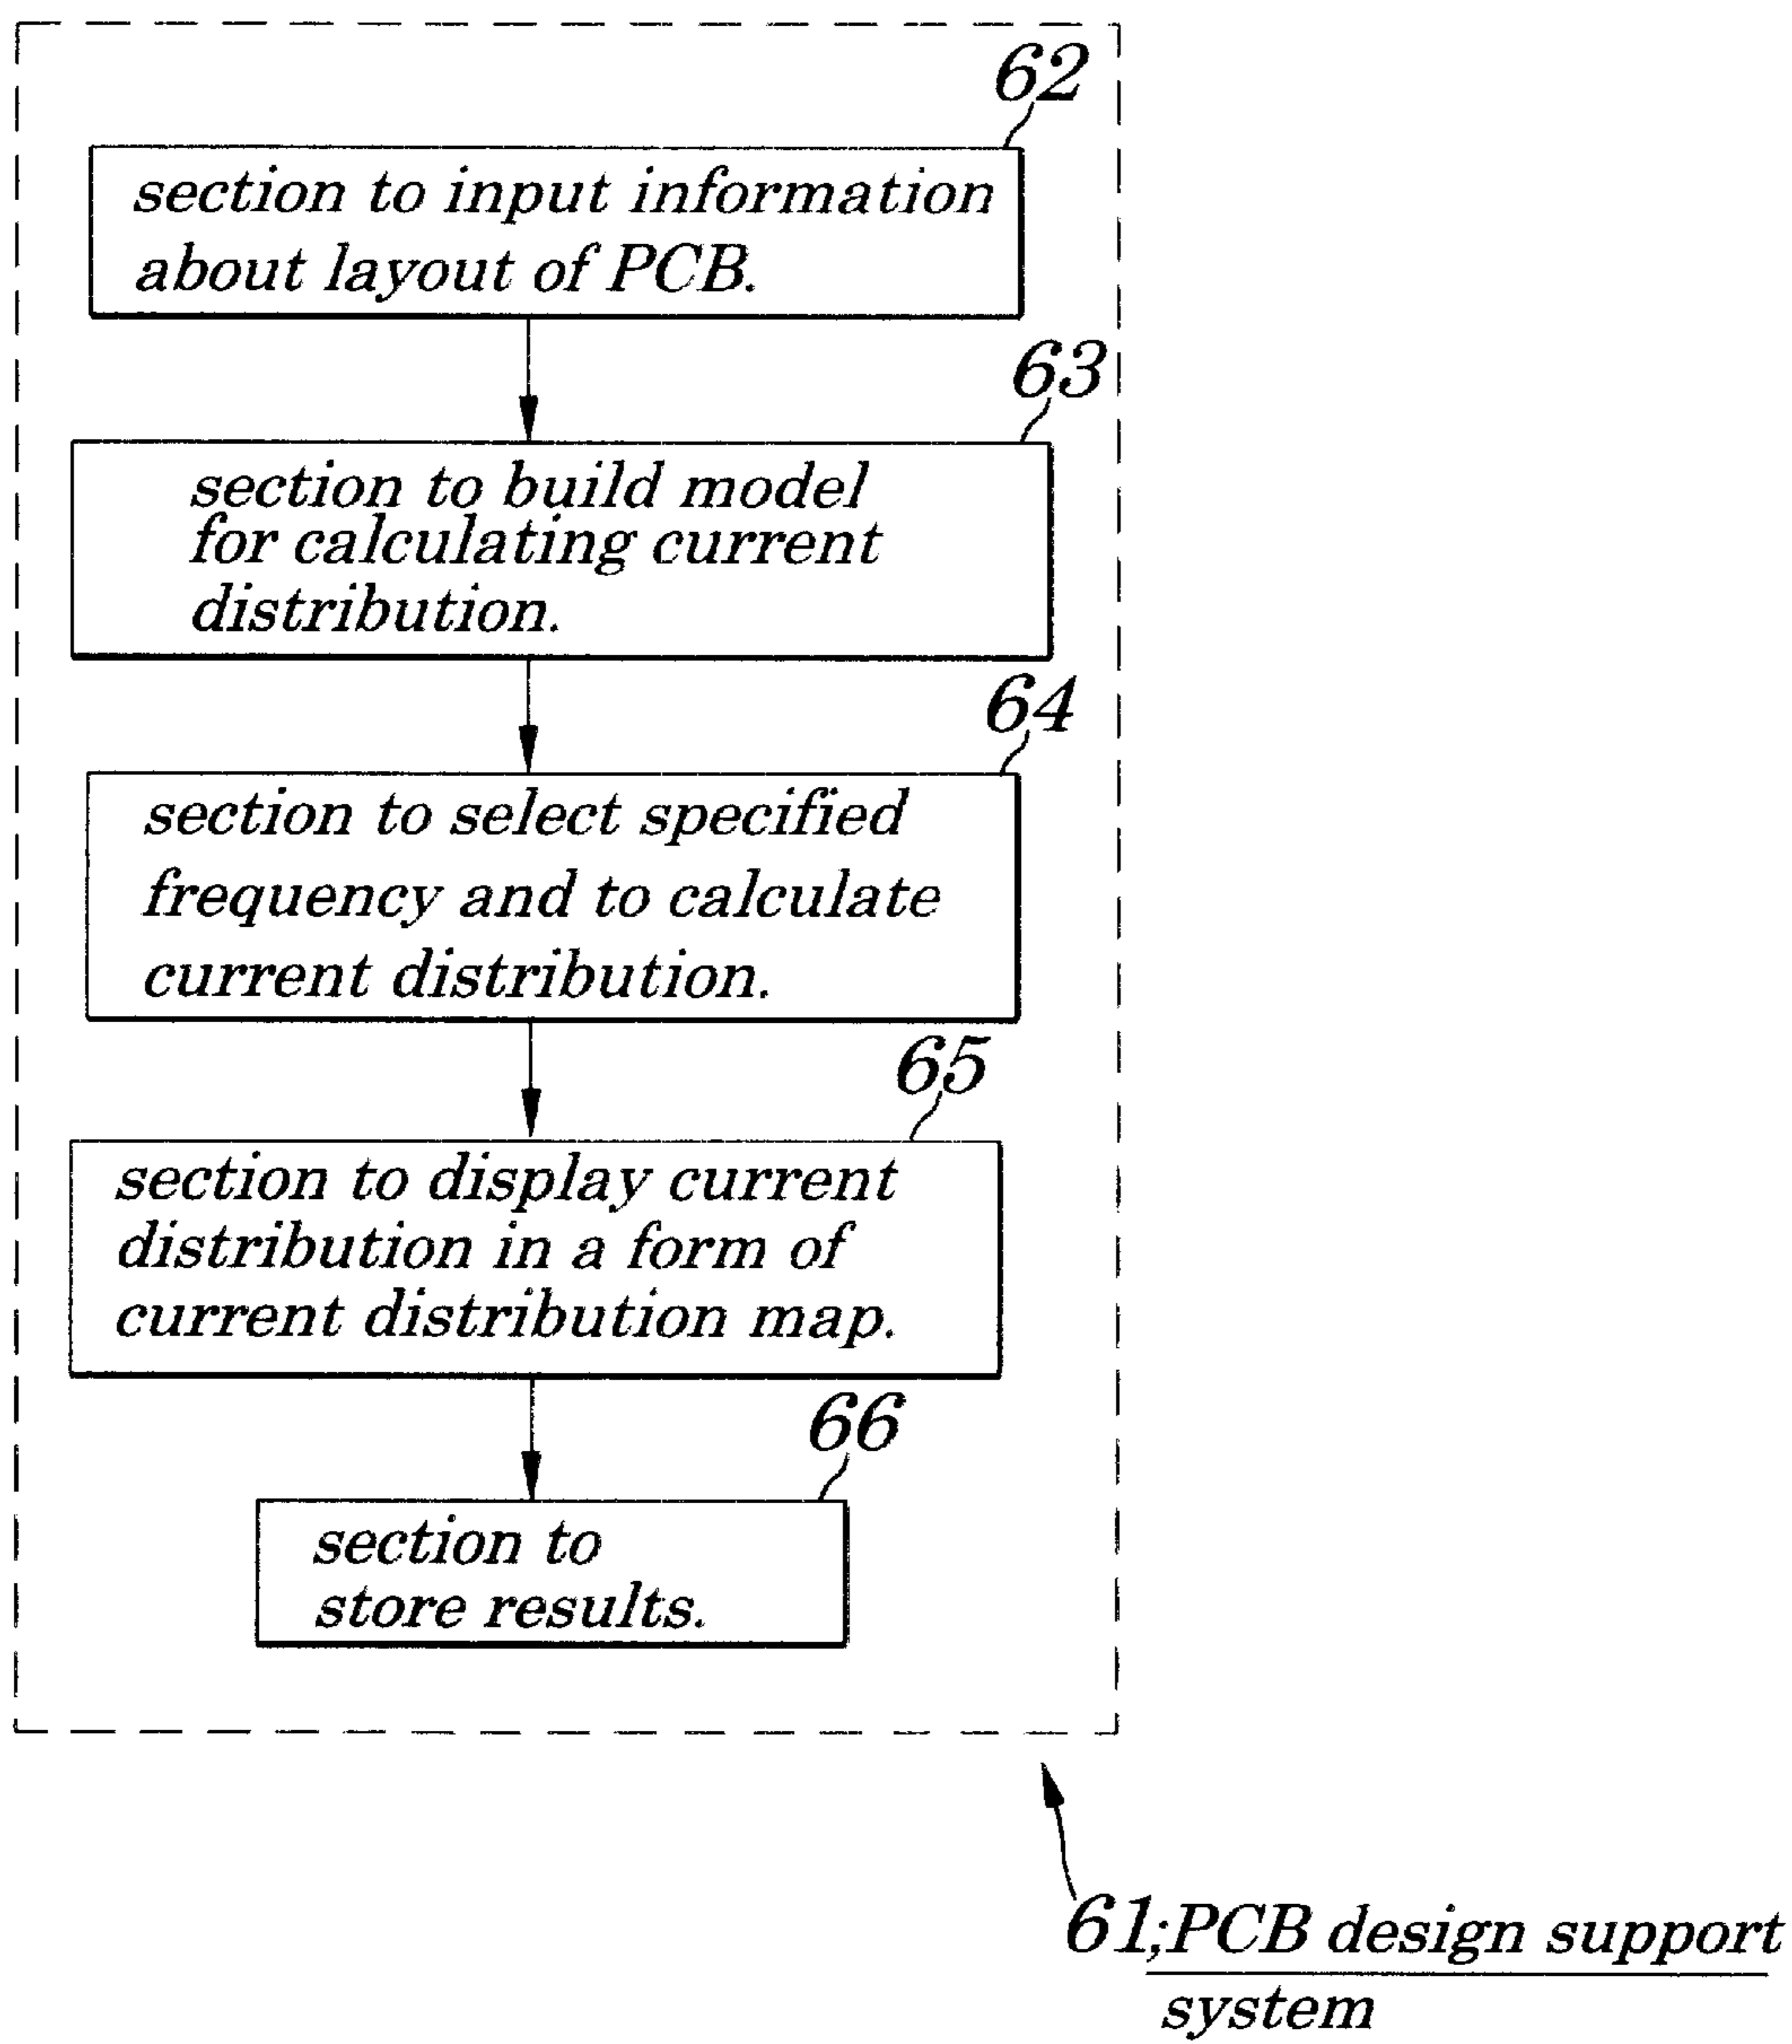 62
section to input information
about layout of PCB.
63
section to build model
for calculating current
distribution.
64
section to select specified
frequency and to calculate
current distribution.
65
section to display current
distribution in a form of
current distribution map.
66
section to
store results.
61;PCB design support
system